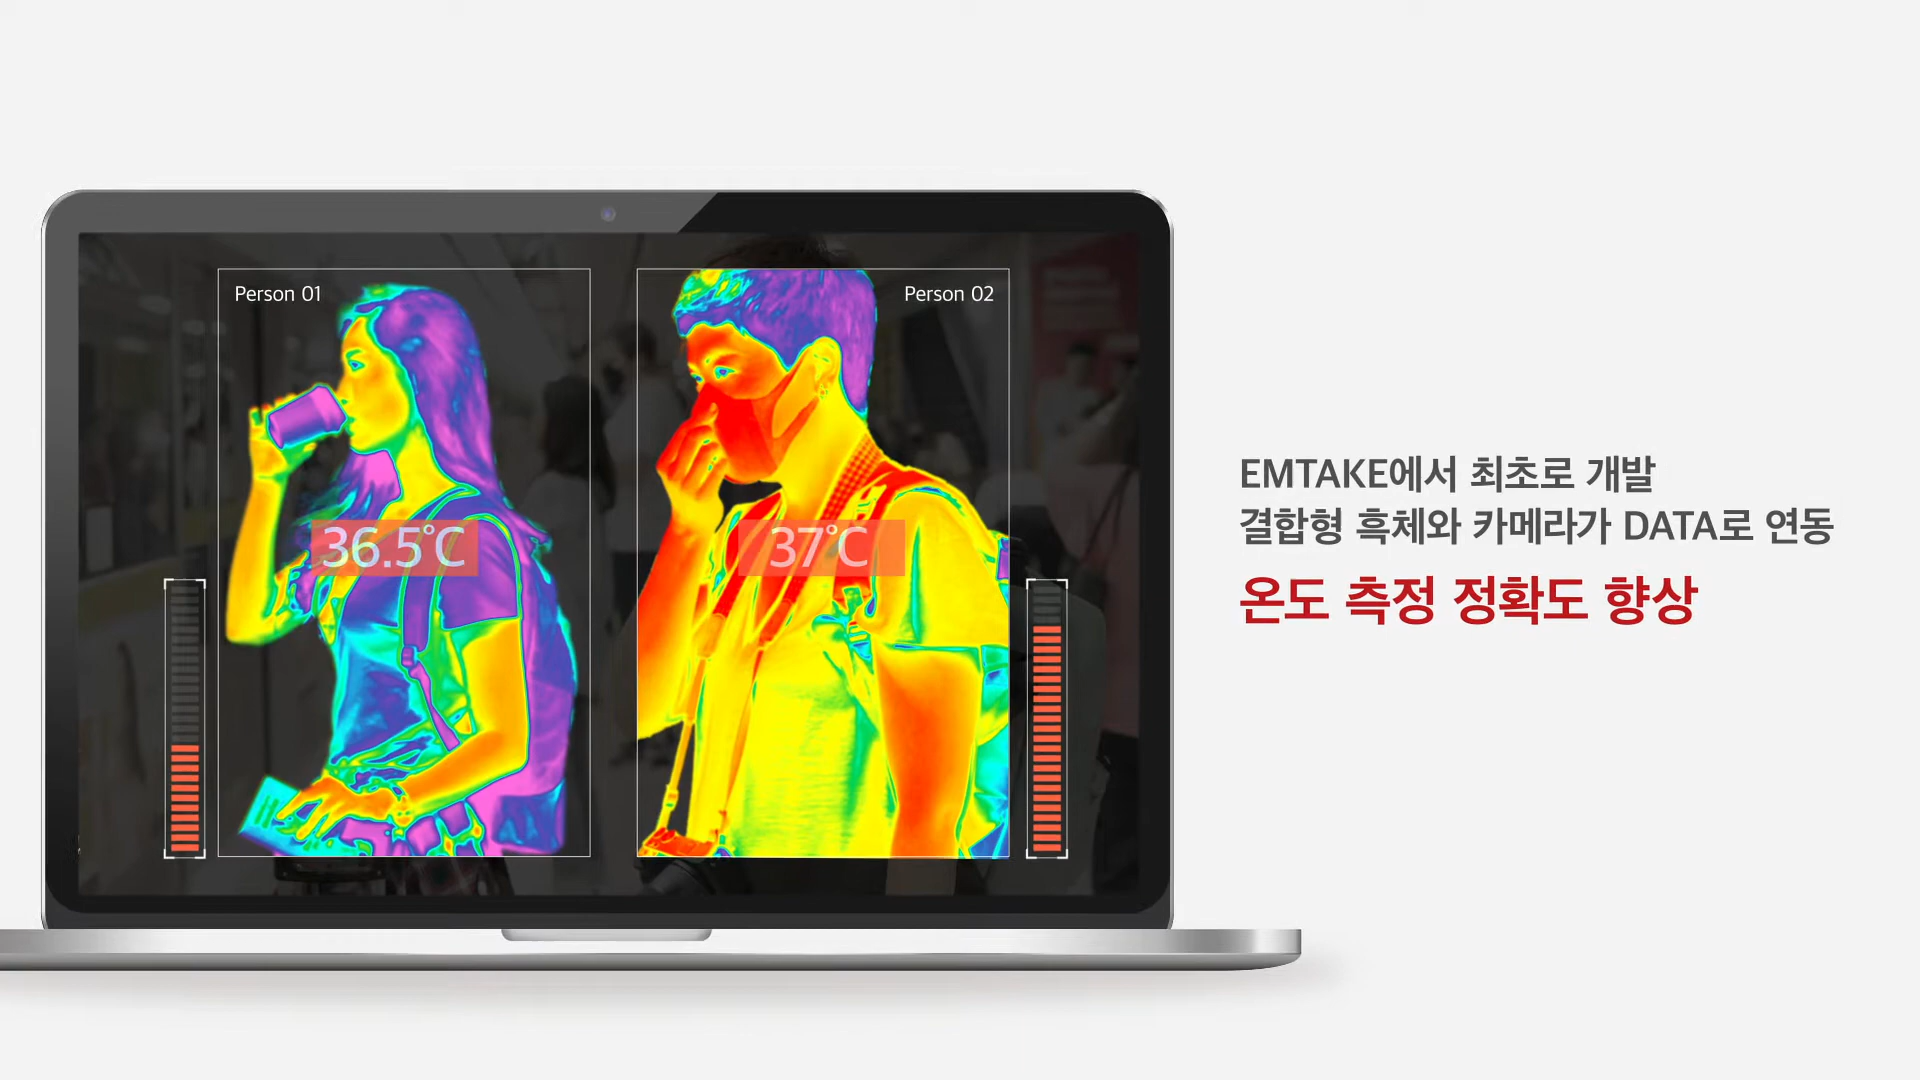 Person 01
Person 02
36.5°C
37°C
EMTAKE에서 최초로 개발
결합형 흑체와 카메라가 DATA로 연동
온도 측정 정확도 향상